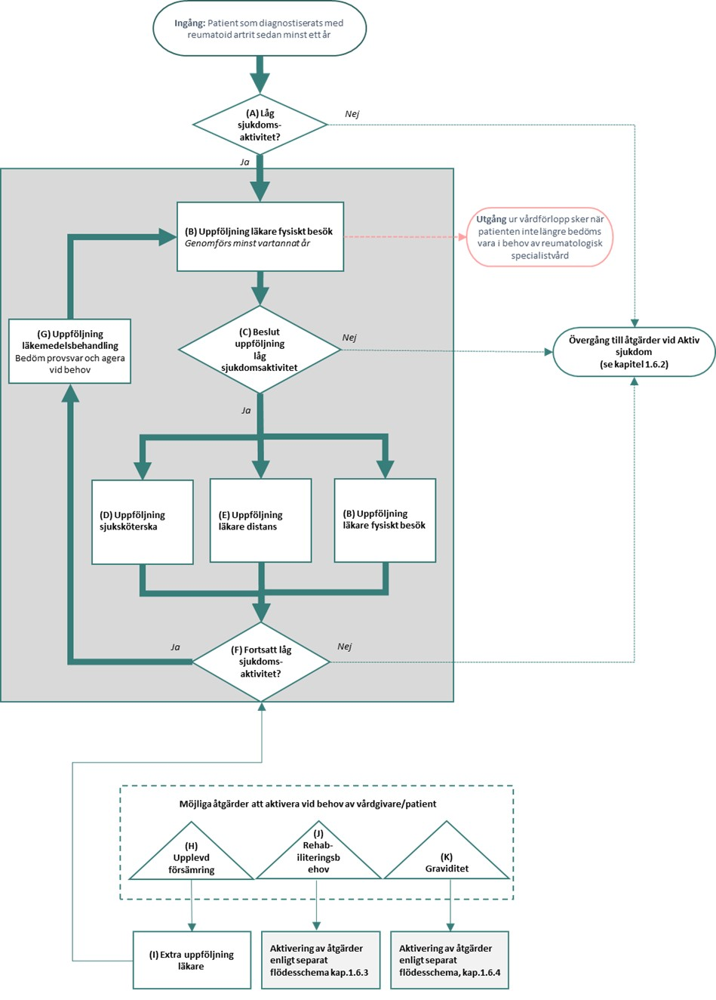 Ingång: Patient som diagnostiserats med
reumatoid artrit sedan minst ett år
(A) Låg
sjukdoms-
aktivitet?
Nej
Ja
(B) Uppföljning läkare fysiskt besök
Genomförs minst vartannat år
Utgång ur vårdförlopp sker när
patienten inte längre bedöms
vara i behov av reumatologisk
specialistvård
(G) Uppföljning
läkemedelsbehandling
Bedöm provsvar och agera
vid behov
(C) Beslut
uppföljning
låg
sjukdomsaktivitet
Nej
Övergång till åtgärder vid Aktiv
sjukdom
(se kapitel 1.6.2)
Ja
(D) Uppföljning
sjuksköterska
(E) Uppföljning
läkare distans
(B) Uppföljning
läkare fysiskt besök
Ja
(F) Fortsatt låg
sjukdoms-
aktivitet?
Nej
Möjliga åtgärder att aktivera vid behov av vårdgivare/patient
(H)
Upplevd
försämring
(J)
Rehab-
iliteringsb
ehov
(K)
Graviditet
(I) Extra uppföljning
läkare
Aktivering av åtgärder
enligt separat
flödesschema kap.1.6.3
Aktivering av åtgärder
enligt separat
flödesschema, kap.1.6.4